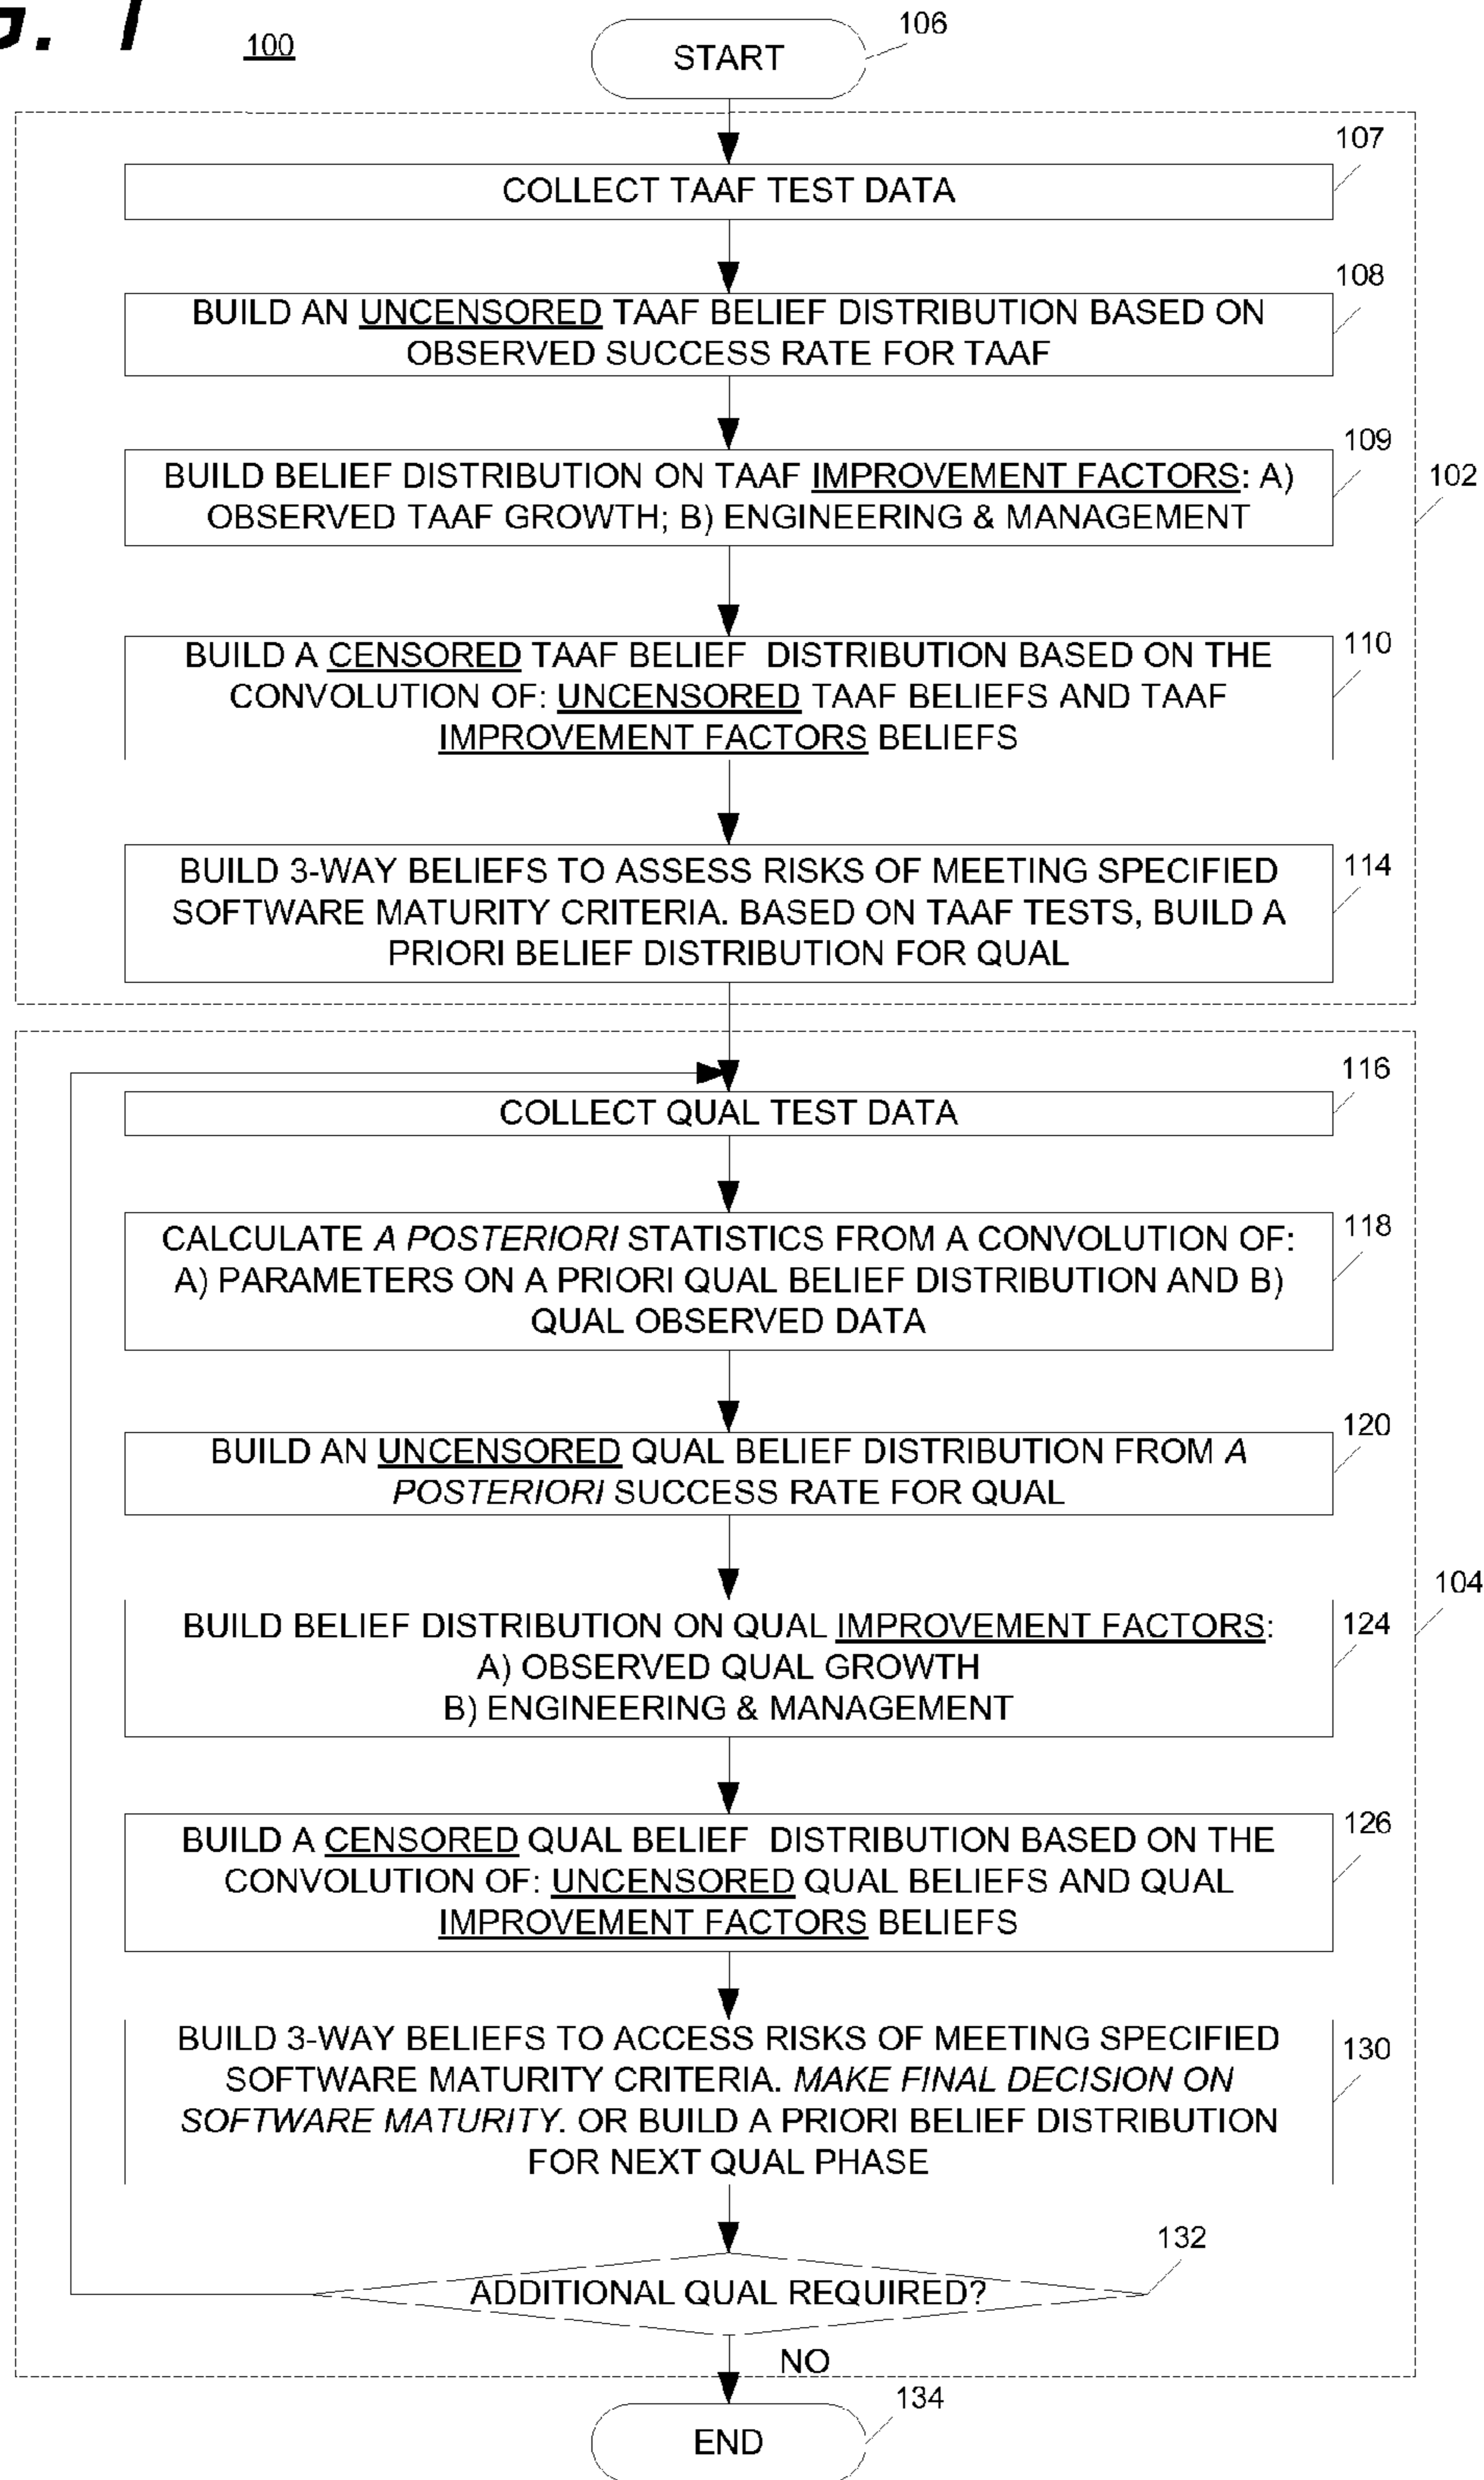 G. 1
100
START
106
107
COLLECT TAAF TEST DATA
108
BUILD AN UNCENSORED TAAF BELIEF DISTRIBUTION BASED ON
OBSERVED SUCCESS RATE FOR TAAF
109
BUILD BELIEF DISTRIBUTION ON TAAF IMPROVEMENT FACTORS: A)
OBSERVED TAAF GROWTH; B) ENGINEERING & MANAGEMENT
102
110
BUILD A CENSORED TAAF BELIEF DISTRIBUTION BASED ON THE
CONVOLUTION OF: UNCENSORED TAAF BELIEFS AND TAAF
IMPROVEMENT FACTORS BELIEFS
114
BUILD 3-WAY BELIEFS TO ASSESS RISKS OF MEETING SPECIFIED
SOFTWARE MATURITY CRITERIA. BASED ON TAAF TESTS, BUILD A
PRIORI BELIEF DISTRIBUTION FOR QUAL
116
COLLECT QUAL TEST DATA
118
CALCULATE A POSTERIORI STATISTICS FROM A CONVOLUTION OF:
A) PARAMETERS ON A PRIORI QUAL BELIEF DISTRIBUTION AND B)
QUAL OBSERVED DATA
120
BUILD AN UNCENSORED QUAL BELIEF DISTRIBUTION FROM A
POSTERIORI SUCCESS RATE FOR QUAL
104
124
BUILD BELIEF DISTRIBUTION ON QUAL IMPROVEMENT FACTORS:
A) OBSERVED QUAL GROWTH
B) ENGINEERING & MANAGEMENT
126
BUILD A CENSORED QUAL BELIEF DISTRIBUTION BASED ON THE
CONVOLUTION OF: UNCENSORED QUAL BELIEFS AND QUAL
IMPROVEMENT FACTORS BELIEFS
130
BUILD 3-WAY BELIEFS TO ACCESS RISKS OF MEETING SPECIFIED
SOFTWARE MATURITY CRITERIA. MAKE FINAL DECISION ON
SOFTWARE MATURITY. OR BUILD A PRIORI BELIEF DISTRIBUTION
FOR NEXT QUAL PHASE
132
ADDITIONAL QUAL REQUIRED?
NO
134
END